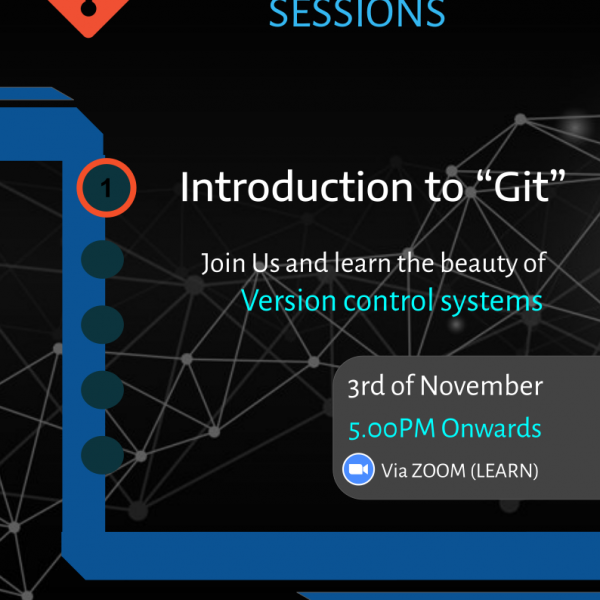 SESSIONS
1
Introduction to “Git”
Join Us and learn the beauty of
Version control systems
3rd of November
5.00PM Onwards
Via ZOOM (LEARN)